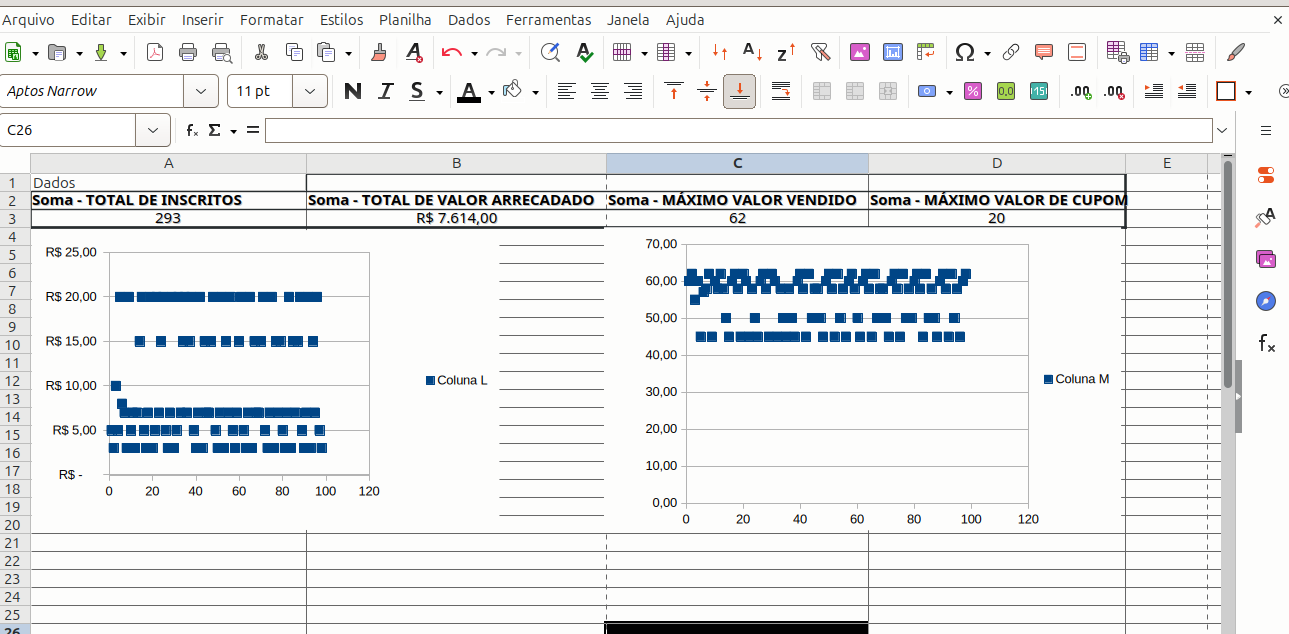 Arquivo Editar Exibir Inserir Formatar Estilos Planilha Dados Ferramentas Janela Ajuda
Aptos Narrow 11 pt N I S A
C26 fx Σ =
A B C D E
1 Dados
2 Soma - TOTAL DE INSCRITOS Soma - TOTAL DE VALOR ARRECADADO Soma - MÁXIMO VALOR VENDIDO Soma - MÁXIMO VALOR DE CUPOM
3 293 R$ 7.614,00 62 20
4
5
6
7
8
9
10
11
12
13
14
15
16
17
18
19
20
21
22
23
24
25
26
R$ 25,00
R$ 20,00
R$ 15,00
R$ 10,00
R$ 5,00
R$ -
0 20 40 60 80 100 120
Coluna L
70,00
60,00
50,00
40,00
30,00
20,00
10,00
0,00
0 20 40 60 80 100 120
Coluna M